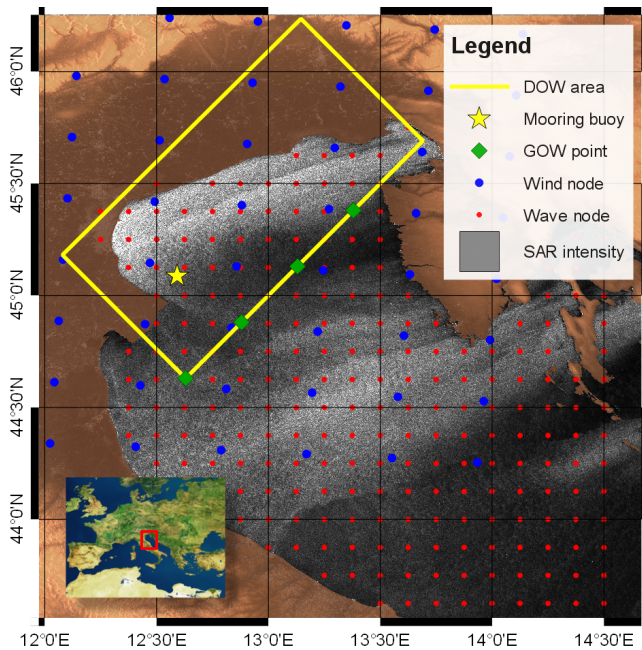 Legend
DOW area
Mooring buoy
GOW point
Wind node
Wave node
SAR intensity
46°0'N
45°30'N
45°0'N
44°30'N
44°0'N
12°0'E
12°30'E
13°0'E
13°30'E
14°0'E
14°30'E